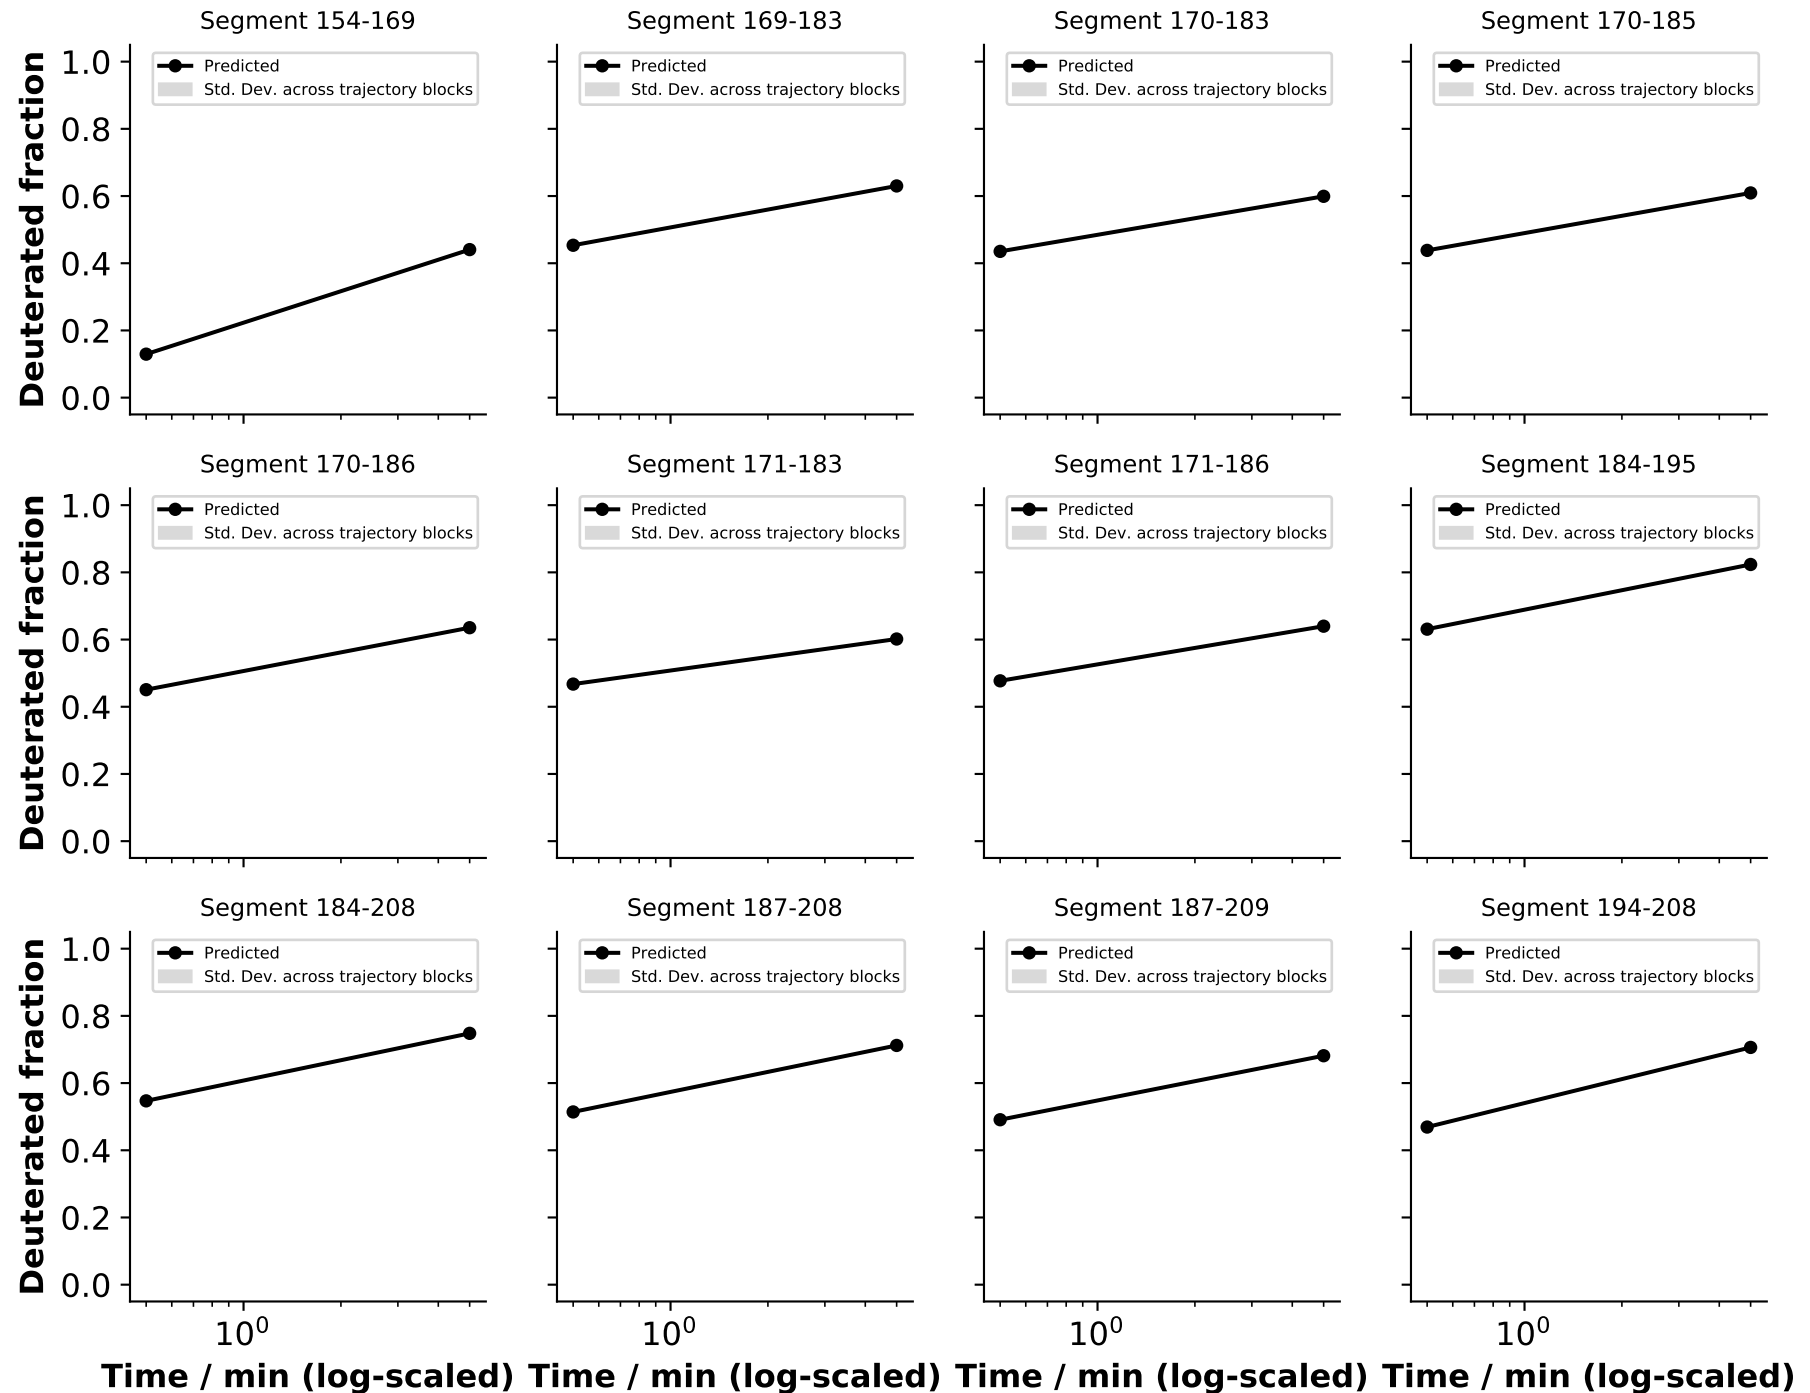 Segment 154-169
Predicted
Std. Dev. across trajectory blocks
1.0
0.8
0.6
0.4
0.2
0.0
Deuterated fraction
Segment 169-183
Predicted
Std. Dev. across trajectory blocks
Segment 170-183
Predicted
Std. Dev. across trajectory blocks
Segment 170-185
Predicted
Std. Dev. across trajectory blocks
Segment 170-186
Predicted
Std. Dev. across trajectory blocks
1.0
0.8
0.6
0.4
0.2
0.0
Deuterated fraction
Segment 171-183
Predicted
Std. Dev. across trajectory blocks
Segment 171-186
Predicted
Std. Dev. across trajectory blocks
Segment 184-195
Predicted
Std. Dev. across trajectory blocks
Segment 184-208
Predicted
Std. Dev. across trajectory blocks
1.0
0.8
0.6
0.4
0.2
0.0
Deuterated fraction
10⁰
Time / min (log-scaled)
Segment 187-208
Predicted
Std. Dev. across trajectory blocks
10⁰
Time / min (log-scaled)
Segment 187-209
Predicted
Std. Dev. across trajectory blocks
10⁰
Time / min (log-scaled)
Segment 194-208
Predicted
Std. Dev. across trajectory blocks
10⁰
Time / min (log-scaled)